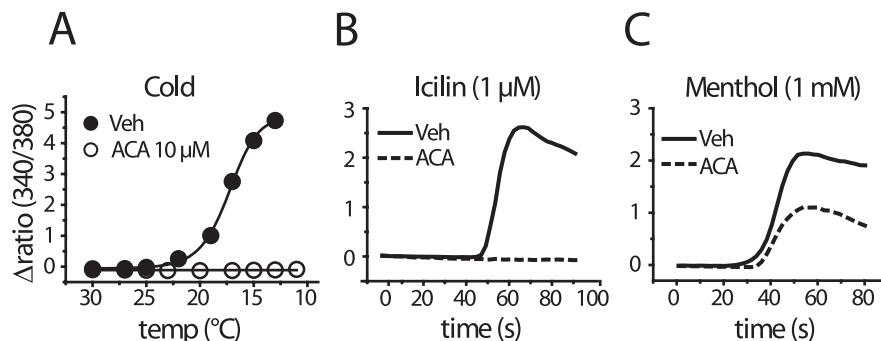 A
Cold
Veh
ACA 10 µM
Δratio (340/380)
5
4
3
2
1
0
30 25 20 15 10
temp (°C)
B
Icilin (1 µM)
Veh
ACA
3
2
1
0
0 20 40 60 80 100
time (s)
C
Menthol (1 mM)
Veh
ACA
3
2
1
0
0 20 40 60 80
time (s)